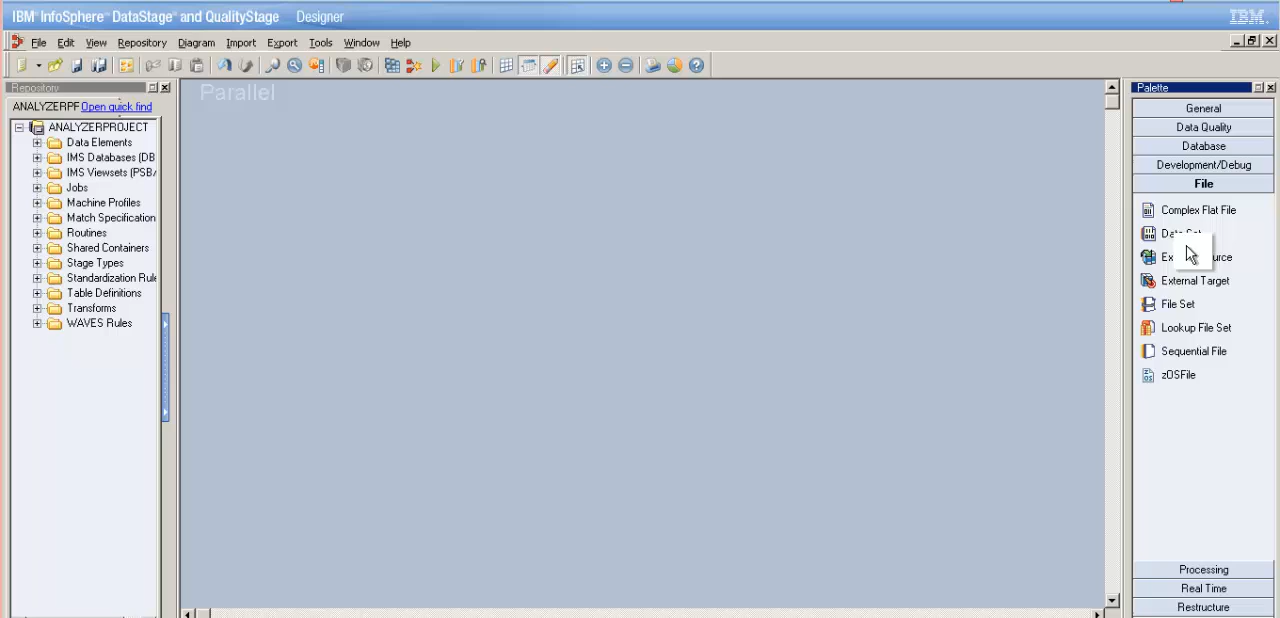 IBM InfoSphere DataStage and QualityStage Designer IBM.
File Edit View Repository Diagram Import Export Tools Window Help
Repository
ANALYZERPF Open quick find
ANALYZERPROJECT
Data Elements
IMS Databases (DB
IMS Viewsets (PSB/
Jobs
Machine Profiles
Match Specification
Routines
Shared Containers
Stage Types
Standardization Rule
Table Definitions
Transforms
WAVES Rules
Parallel
Palette
General
Data Quality
Database
Development/Debug
File
Complex Flat File
Data Set
External Target
File Set
Lookup File Set
Sequential File
zOSFile
Processing
Real Time
Restructure